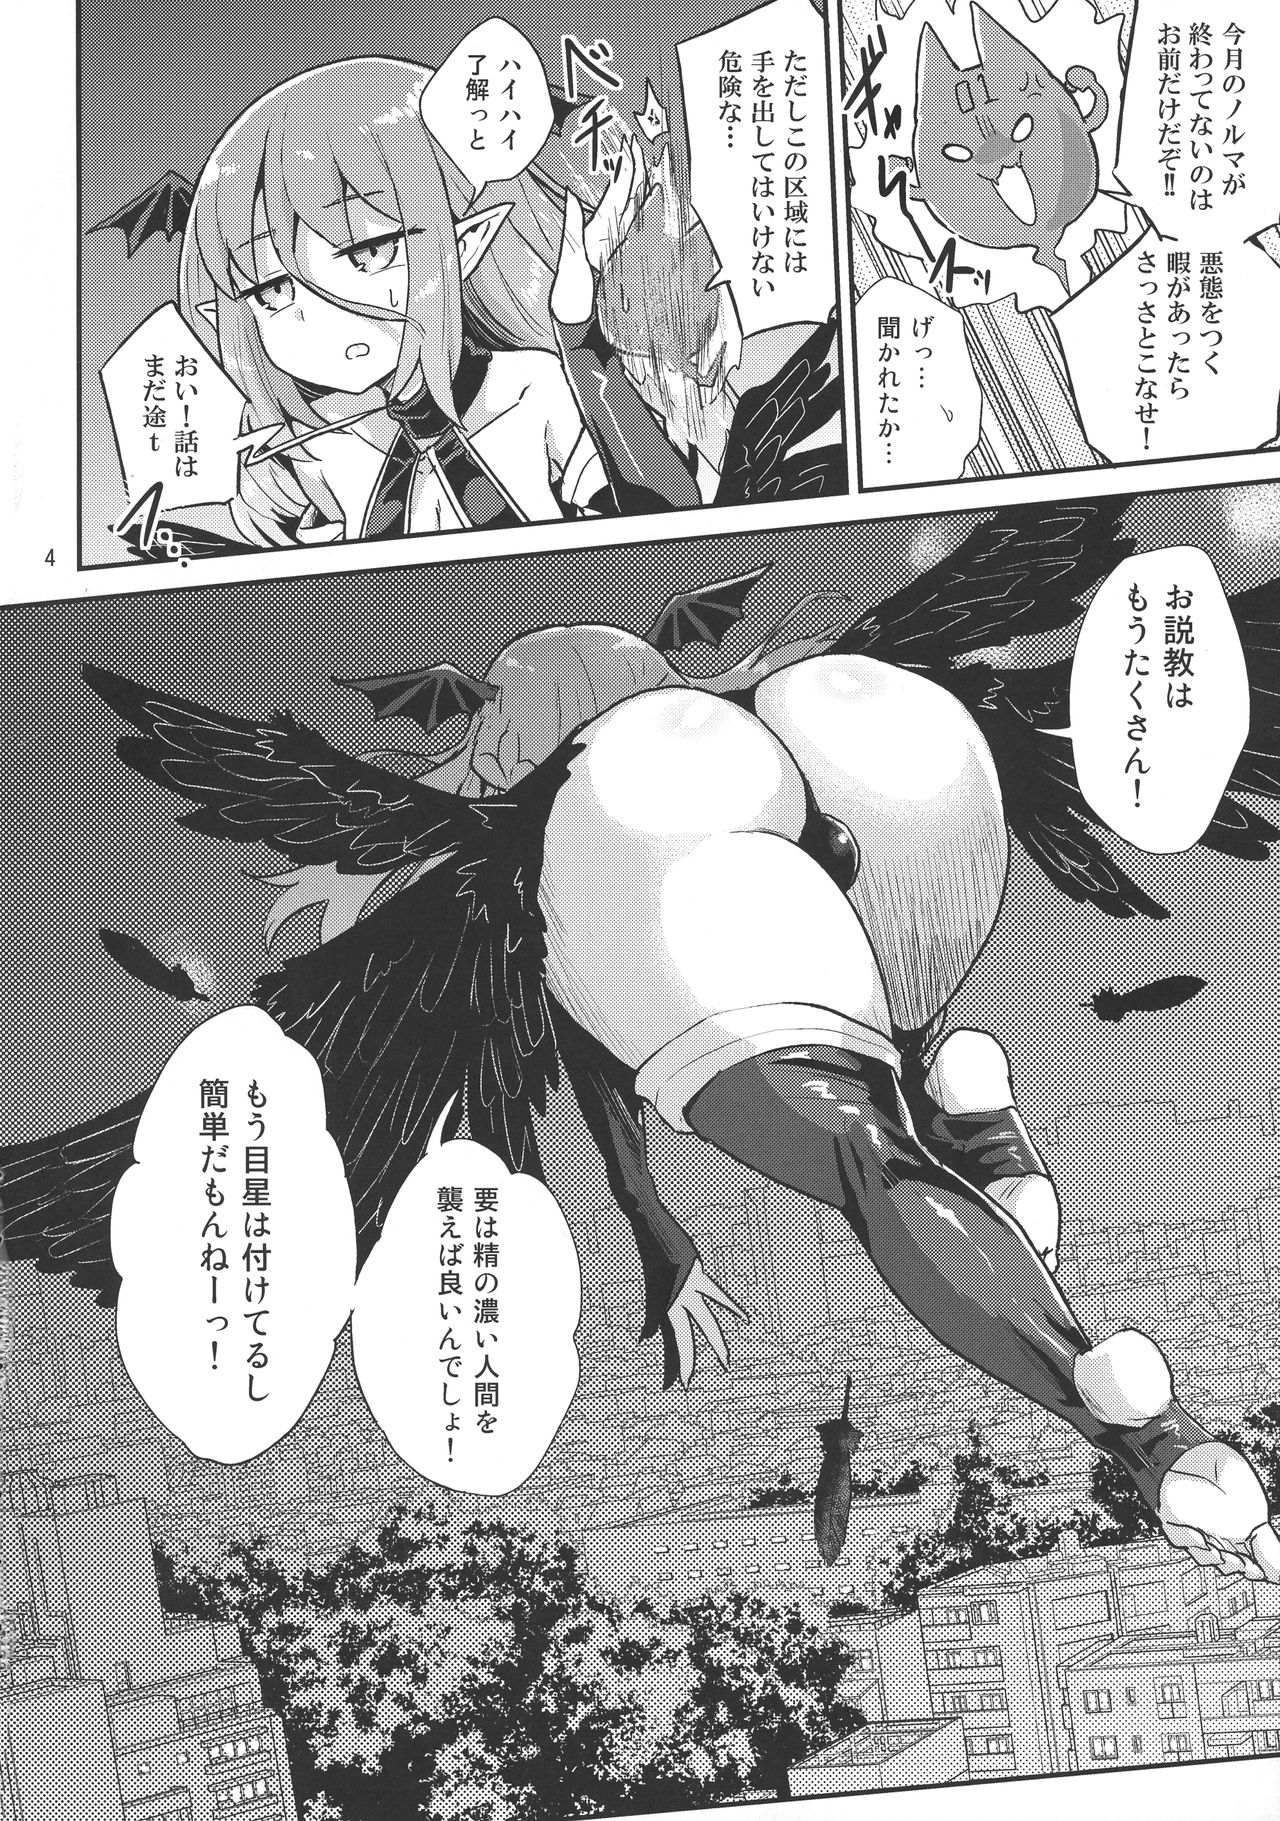 今月のノルマが
終わってないのは
お前だけだぞ!!
悪態をつく
暇があったら
さっさとこなせ！
ギャー
ドッ
げっ…
聞かれたか…
ただしこの区域には
手を出してはいけない
危険な…
ベチ
ハイハイ
了解っと
おい！話は
まだ途t
お説教は
もうたくさん！
要は精の濃い人間を
襲えば良いんでしょ！
もう目星は付けてるし
簡単だもんねーっ！
4